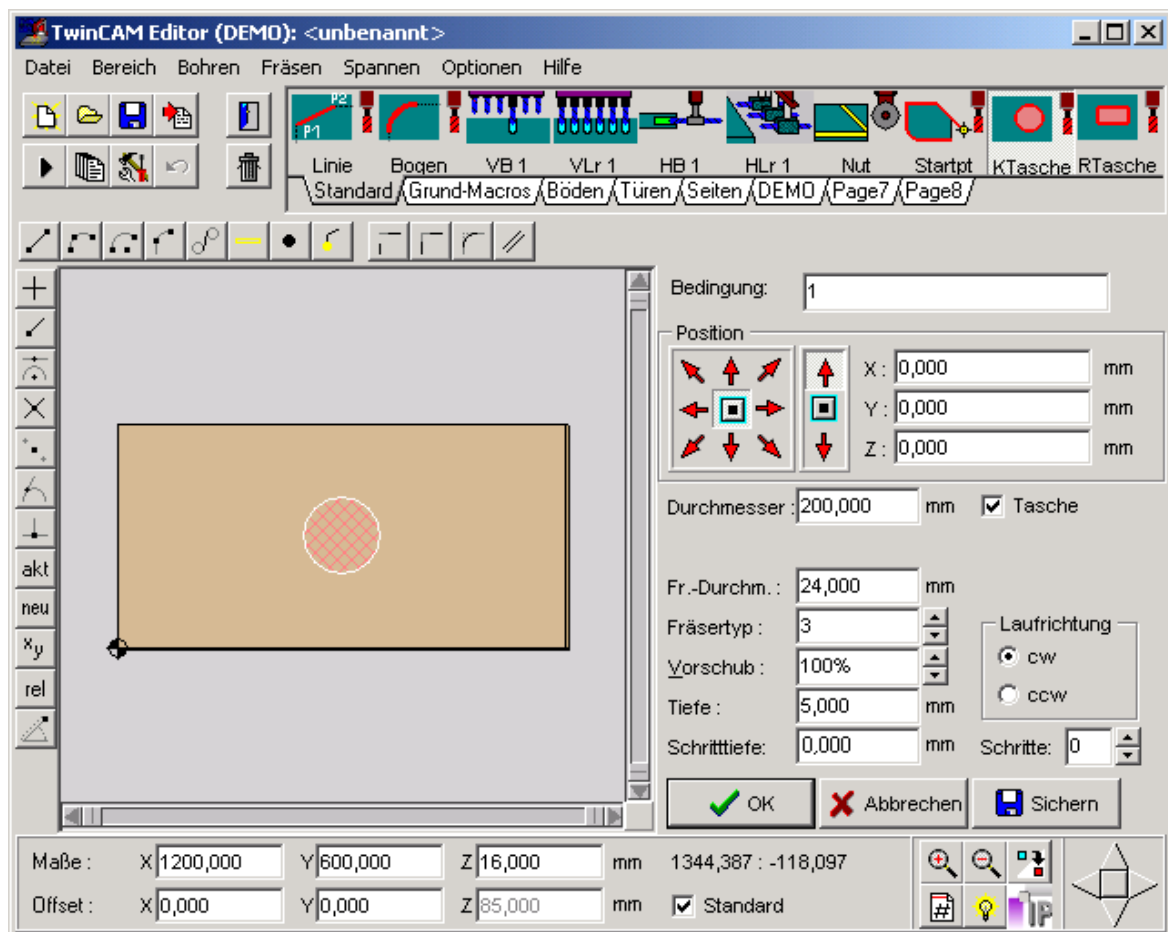 TwinCAM Editor (DEMO): <unbenannt>
Datei Bereich Bohren Fräsen Spannen Optionen Hilfe
P2
P1
Linie Bogen VB 1 VLr 1 HB 1 HLr 1 Nut Startpt KTasche RTasche
Standard Grund-Macros Böden Türen Seiten DEMO Page7 Page8
Bedingung: 1
Position
X : 0,000 mm
Y : 0,000 mm
Z : 0,000 mm
Durchmesser : 200,000 mm Tasche
akt
neu
xy
rel
Fr.-Durchm. : 24,000 mm
Fräsertyp : 3
Vorschub : 100%
Tiefe : 5,000 mm
Schritttiefe: 0,000 mm
Laufrichtung
cw
ccw
Schritte: 0
OK Abbrechen Sichern
Maße : X 1200,000 Y 600,000 Z 16,000 mm 1344,387 : -118,097
Offset : X 0,000 Y 0,000 Z 85,000 mm Standard
#
IP